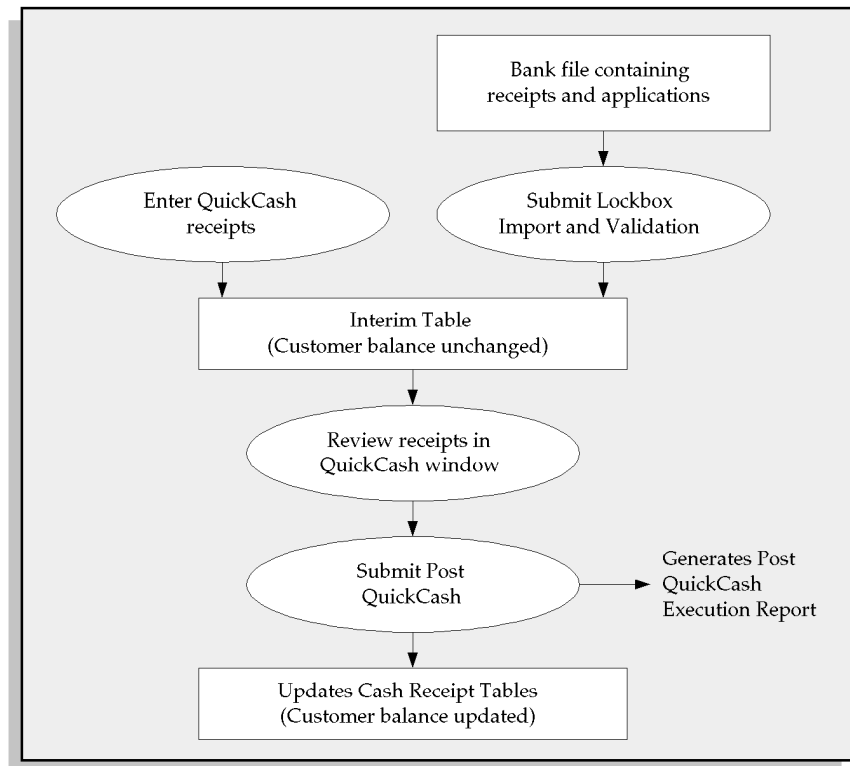 Bank file containing
receipts and applications
Enter QuickCash
receipts
Submit Lockbox
Import and Validation
Interim Table
(Customer balance unchanged)
Review receipts in
QuickCash window
Submit Post
QuickCash
Generates Post
QuickCash
Execution Report
Updates Cash Receipt Tables
(Customer balance updated)